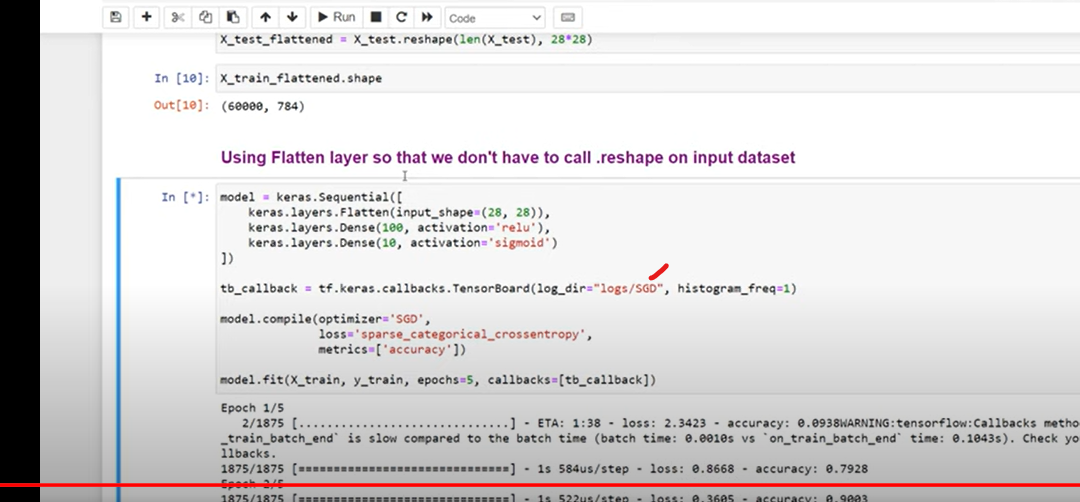 Run
Code
X_test_flattened = X_test.reshape(len(X_test), 28*28)
In [10]: X_train_flattened.shape
Out[10]: (60000, 784)
Using Flatten layer so that we don't have to call .reshape on input dataset
In [*]: model = keras.Sequential([
keras.layers.Flatten(input_shape=(28, 28)),
keras.layers.Dense(100, activation='relu'),
keras.layers.Dense(10, activation='sigmoid')
])
tb_callback = tf.keras.callbacks.TensorBoard(log_dir="logs/SGD", histogram_freq=1)
model.compile(optimizer='SGD',
loss='sparse_categorical_crossentropy',
metrics=['accuracy'])
model.fit(X_train, y_train, epochs=5, callbacks=[tb_callback])
Epoch 1/5
2/1875 [..............................] - ETA: 1:38 - loss: 2.3423 - accuracy: 0.0938WARNING:tensorflow:Callbacks metho
_train_batch_end` is slow compared to the batch time (batch time: 0.0010s vs `on_train_batch_end` time: 0.1043s). Check yo
llbacks.
1875/1875 [==============================] - 1s 584us/step - loss: 0.8668 - accuracy: 0.7928
Epoch 2/5
1875/1875 [==============================] - 1s 522us/step - loss: 0.3605 - accuracy: 0.9003